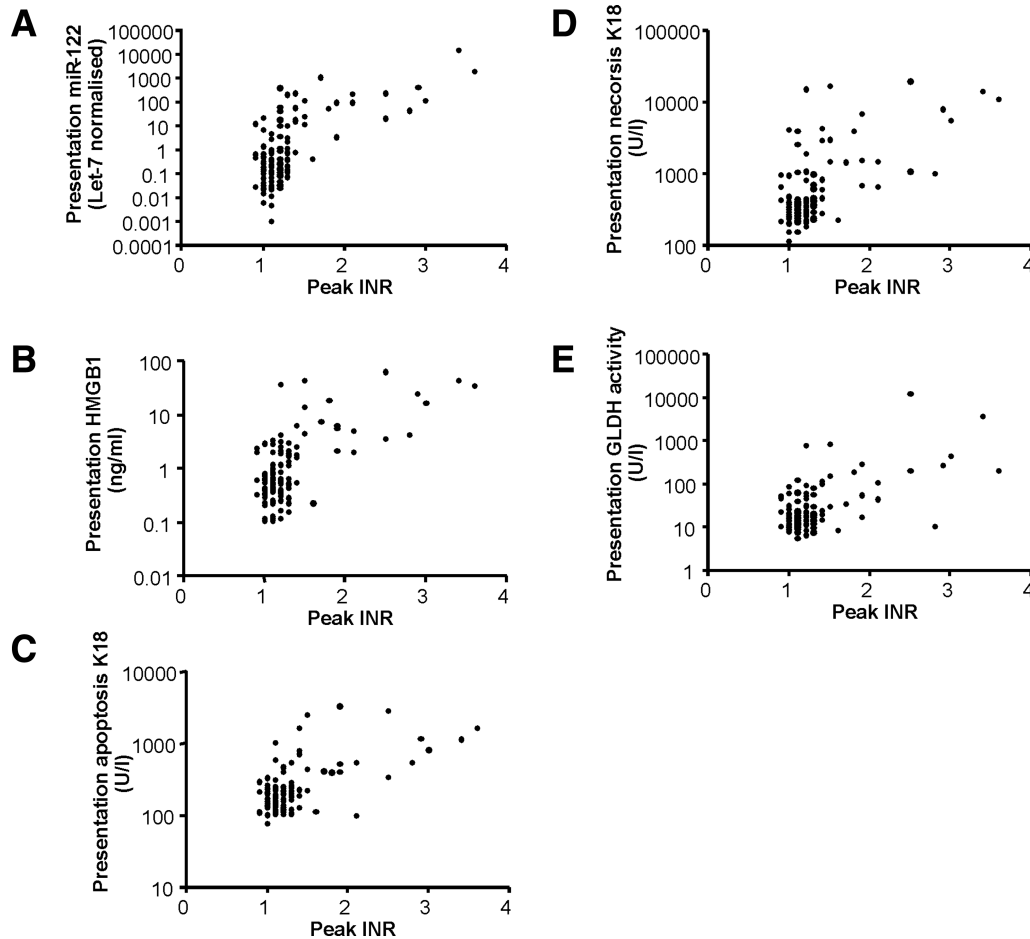 A
Presentation miR-122
(Let-7 normalised)
100000
10000
1000
100
10
1
0.1
0.01
0.001
0.0001
0 1 2 3 4
Peak INR
B
Presentation HMGB1
(ng/ml)
100
10
1
0.1
0.01
0 1 2 3 4
Peak INR
C
Presentation apoptosis K18
(U/l)
10000
1000
100
10
0 1 2 3 4
Peak INR
D
Presentation necorsis K18
(U/l)
100000
10000
1000
100
0 1 2 3 4
Peak INR
E
Presentation GLDH activity
(U/l)
100000
10000
1000
100
10
1
0 1 2 3 4
Peak INR